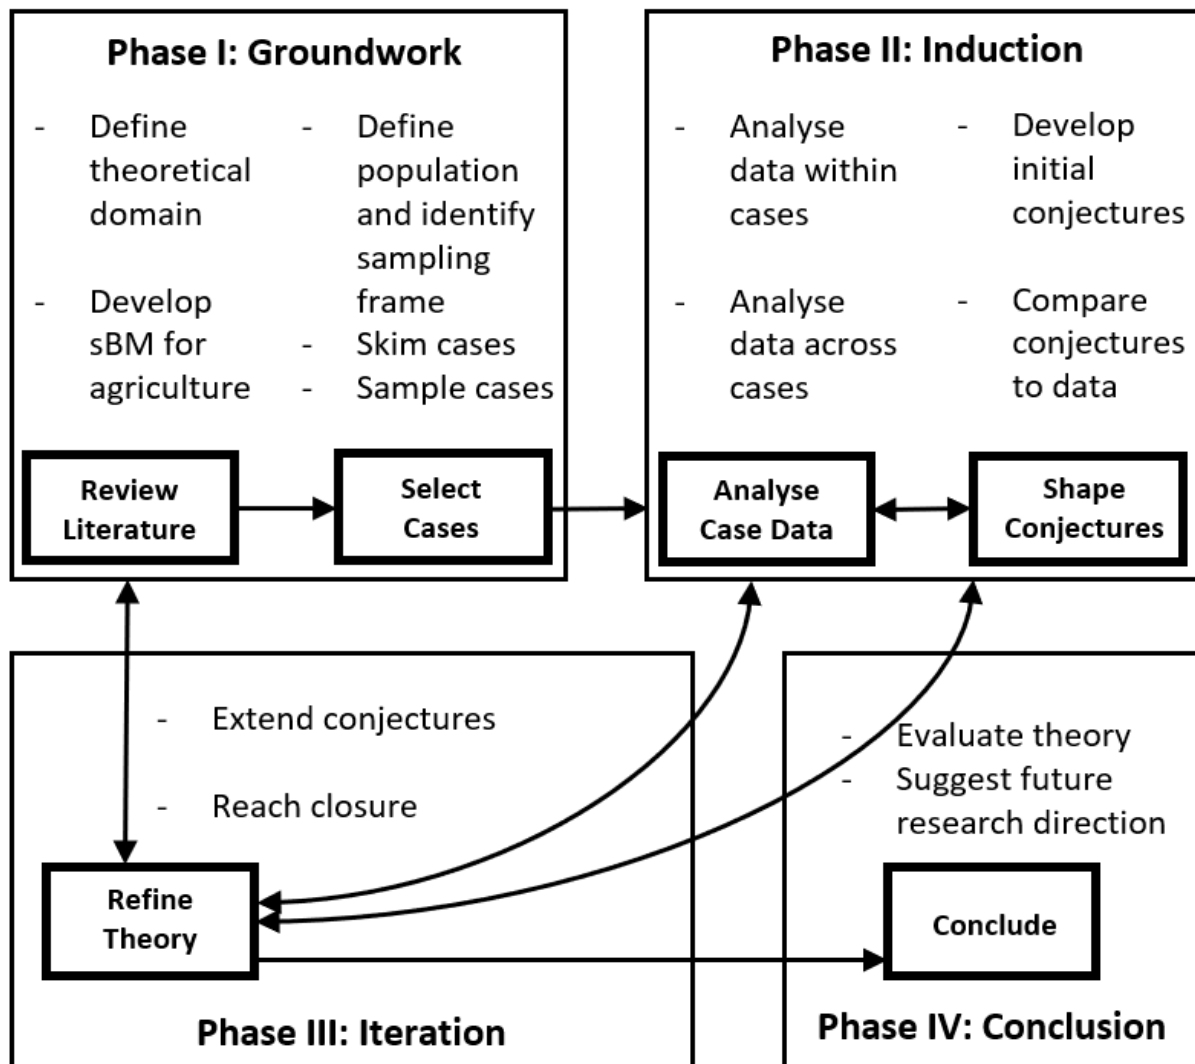 Phase I: Groundwork
- Define
theoretical
domain
- Develop
sBM for
agriculture
- Define
population
and identify
sampling
frame
- Skim cases
- Sample cases
Review
Literature
Select
Cases
Phase II: Induction
- Analyse
data within
cases
- Analyse
data across
cases
- Develop
initial
conjectures
- Compare
conjectures
to data
Analyse
Case Data
Shape
Conjectures
- Extend conjectures
- Reach closure
Refine
Theory
Phase III: Iteration
- Evaluate theory
- Suggest future
research direction
Conclude
Phase IV: Conclusion